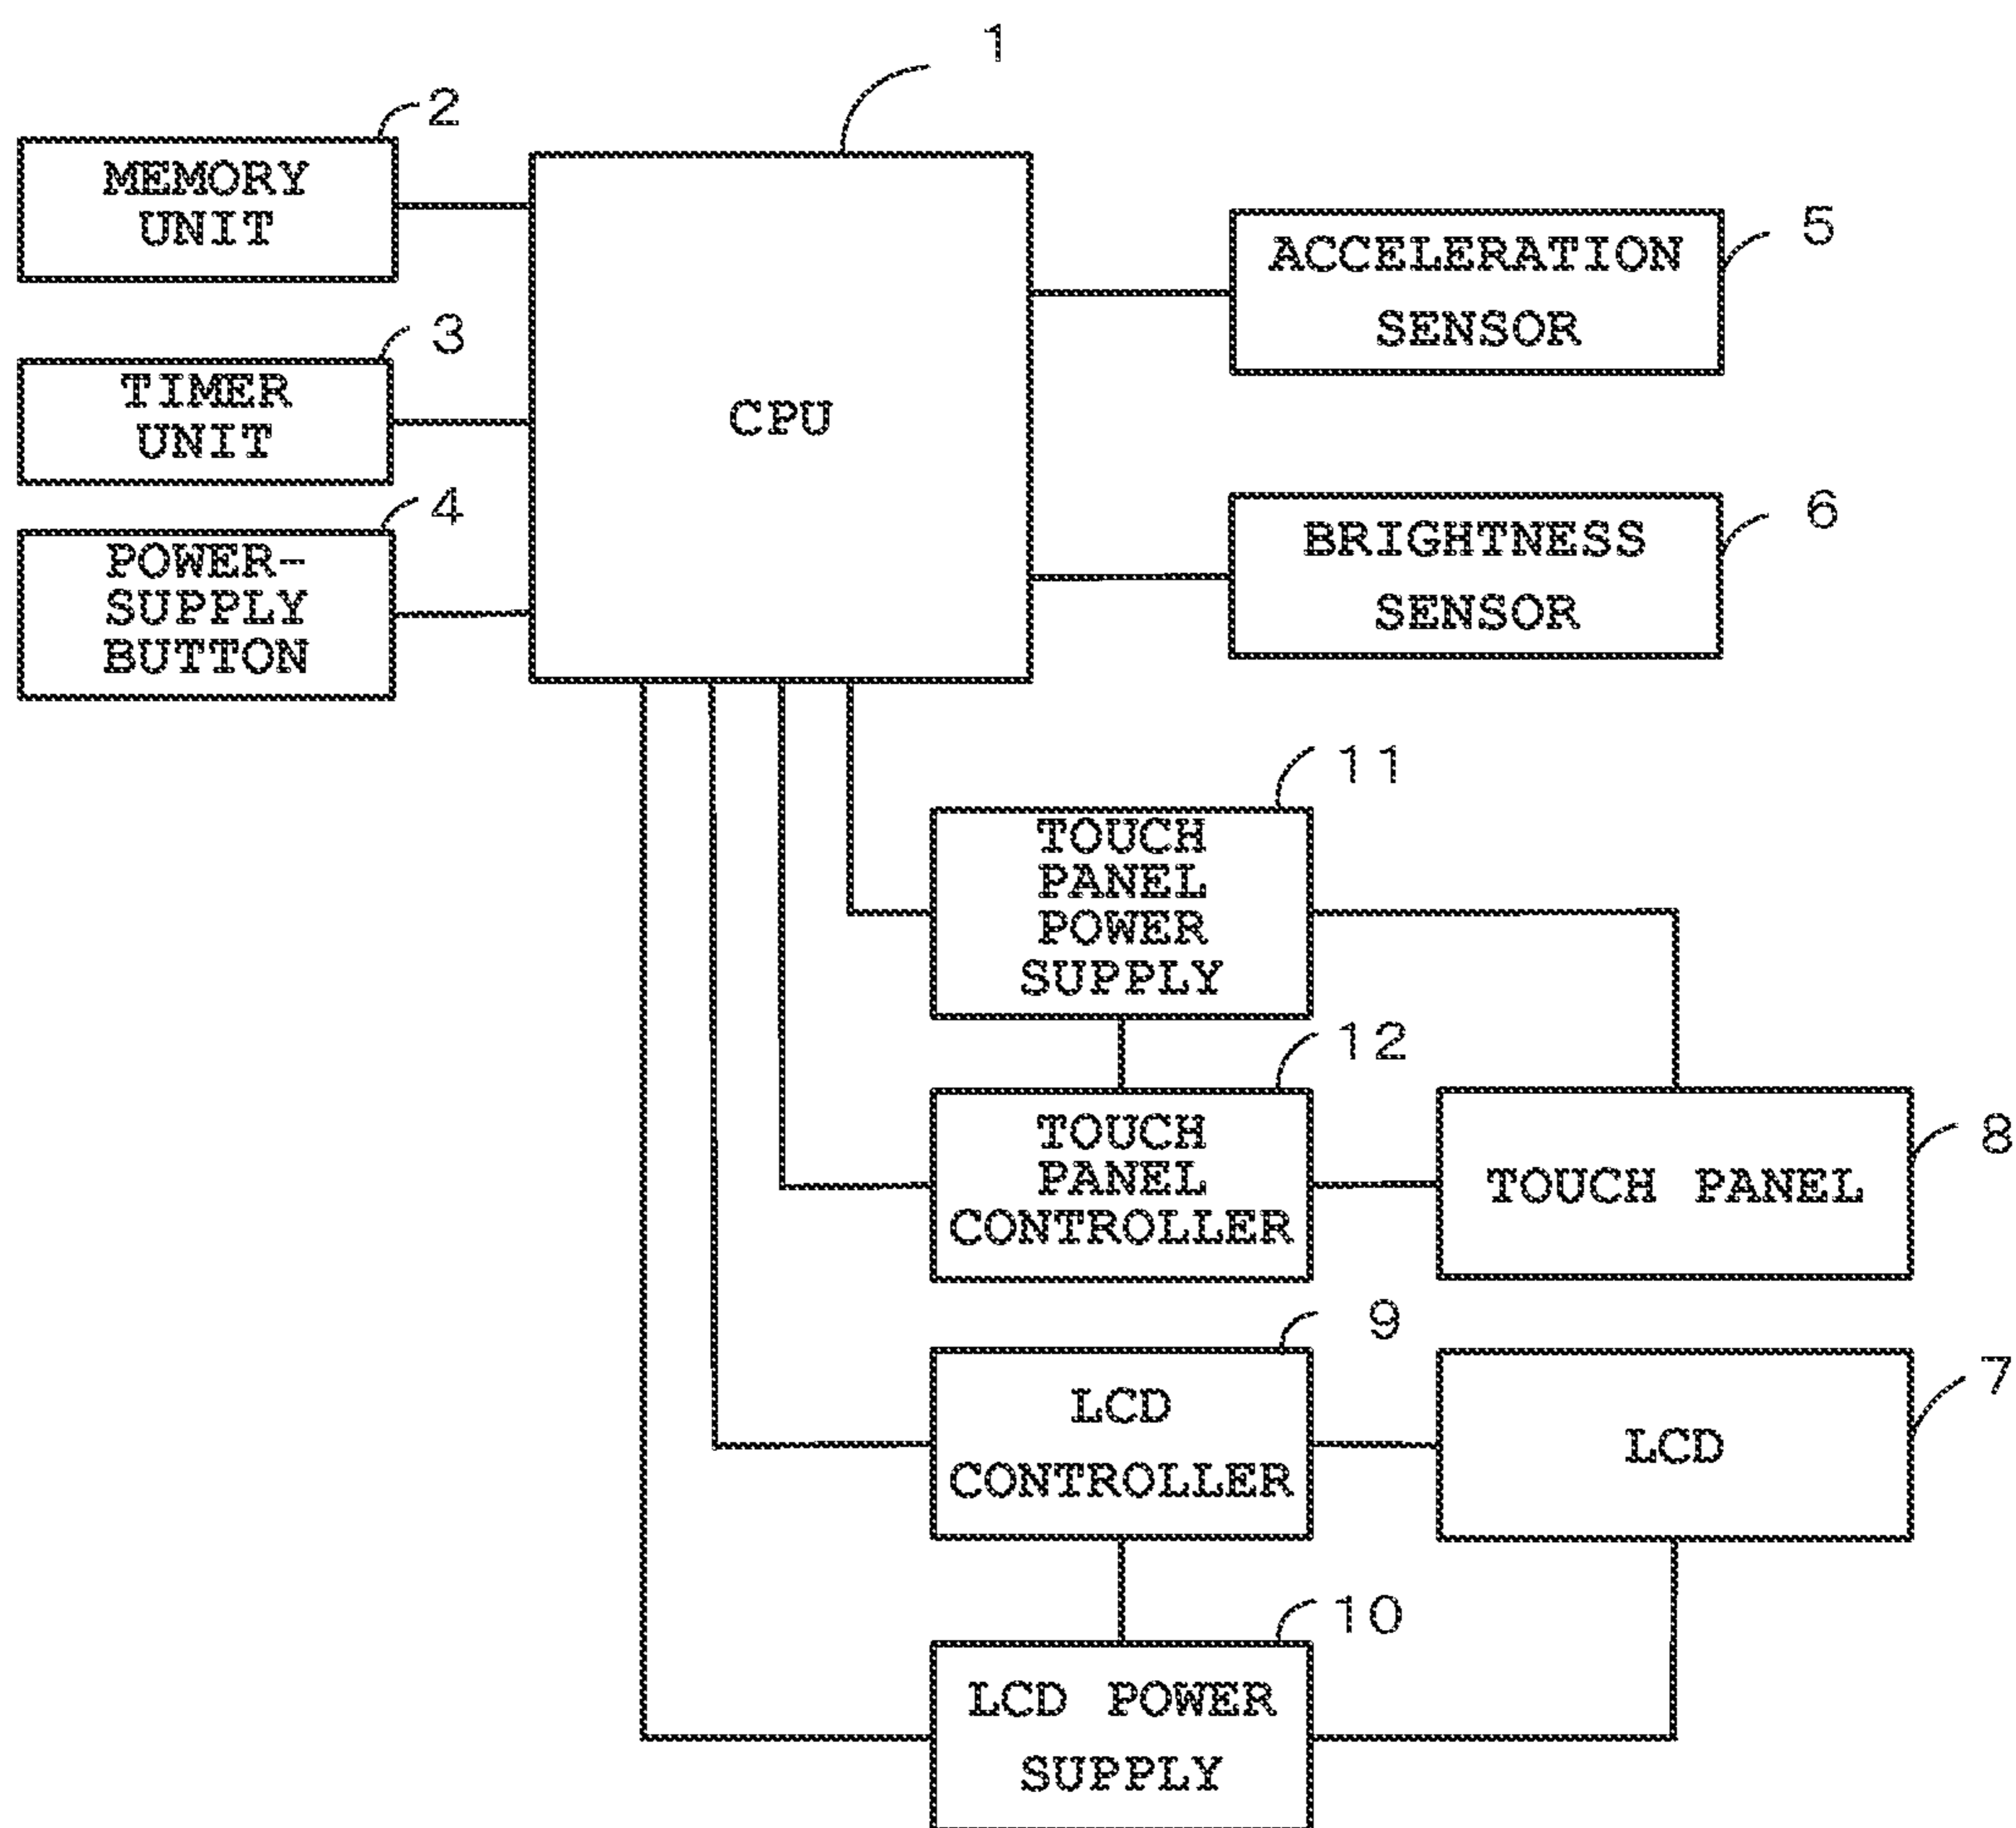 1
2
MEMORY
UNIT
3
TIMER
UNIT
4
POWER-
SUPPLY
BUTTON
CPU
5
ACCELERATION
SENSOR
6
BRIGHTNESS
SENSOR
11
TOUCH
PANEL
POWER
SUPPLY
12
TOUCH
PANEL
CONTROLLER
8
TOUCH PANEL
9
LCD
CONTROLLER
7
LCD
10
LCD POWER
SUPPLY